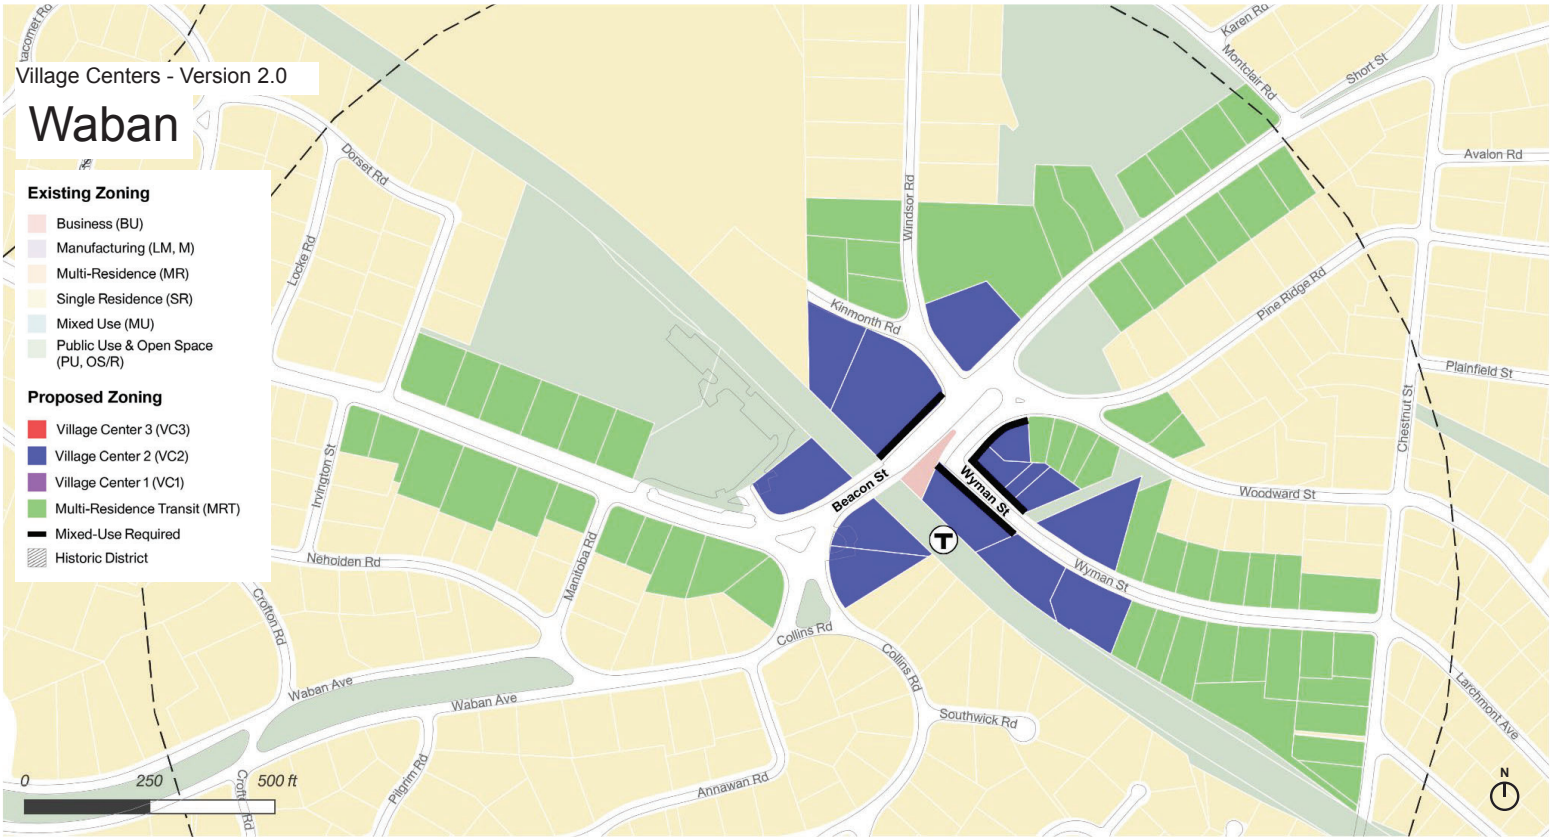 Village Centers - Version 2.0
Waban
Existing Zoning
Business (BU)
Manufacturing (LM, M)
Multi-Residence (MR)
Single Residence (SR)
Mixed Use (MU)
Public Use & Open Space
(PU, OS/R)
Proposed Zoning
Village Center 3 (VC3)
Village Center 2 (VC2)
Village Center 1 (VC1)
Multi-Residence Transit (MRT)
Mixed-Use Required
Historic District
0 250 500 ft
Dorset Rd
Locke Rd
Irvington St
Nehoiden Rd
Manitoba Rd
Crofton Rd
Waban Ave
Waban Ave
Pilgrim Rd
Annawan Rd
Collins Rd
Collins Rd
Southwick Rd
Windsor Rd
Kinmonth Rd
Beacon St
Wyman St
Wyman St
T
Woodward St
Pine Ridge Rd
Chestnut St
Plainfield St
Avalon Rd
Short St
Karen Rd
Montclair Rd
Larchmont Ave
N